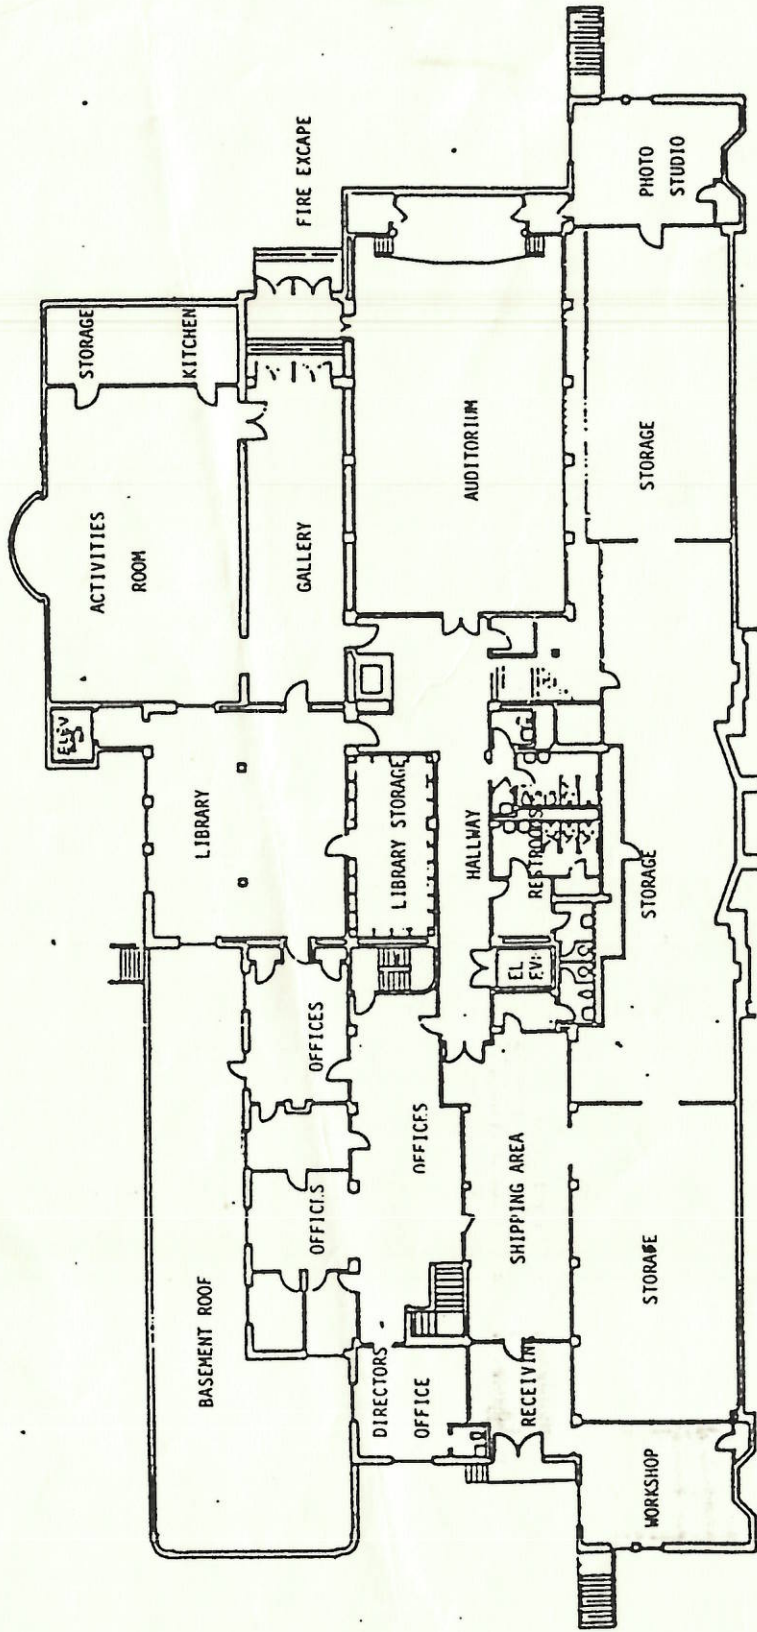 FIRE EXCAPE
STORAGE
KITCHEN
ACTIVITIES
ROOM
GALLERY
AUDITORIUM
PHOTO
STUDIO
STORAGE
ELEV
LIBRARY
LIBRARY STORAGE
HALLWAY
RESTROOMS
STORAGE
EL
EV.
OFFICES
OFFICES
OFFICES
SHIPPING AREA
STORAGE
BASEMENT ROOF
DIRECTORS
OFFICE
RECEIVING
WORKSHOP